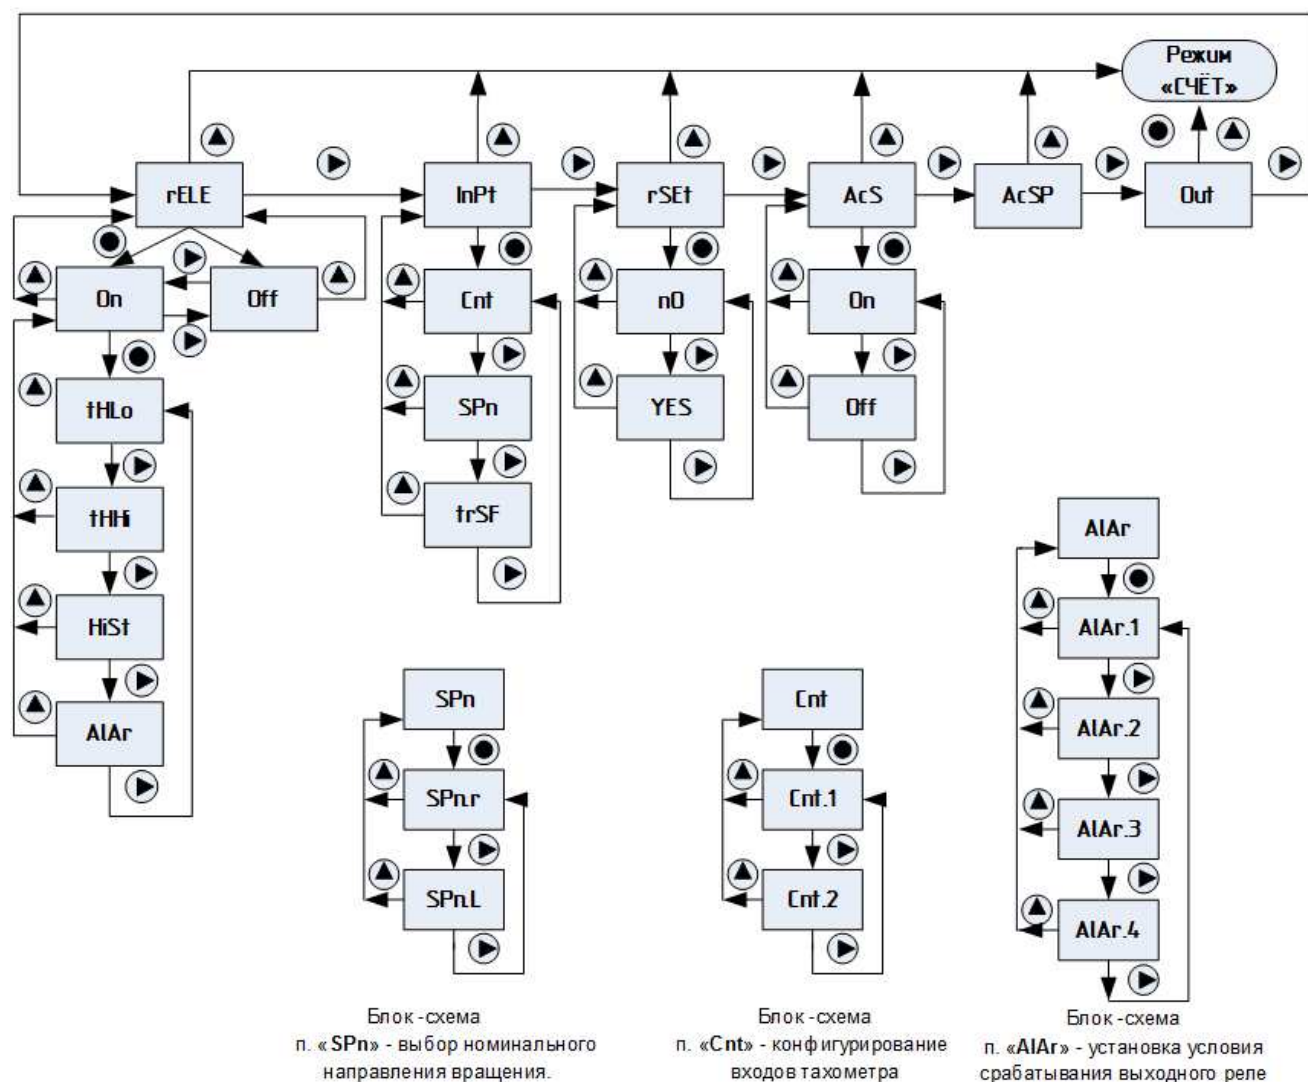 Режим
«СЧЁТ»
rELE
InPt
rSEt
AcS
AcSP
Out
On
Off
Cnt
nO
On
tHLo
SPn
YES
Off
tHHi
trSF
AlAr
HiSt
AlAr.1
SPn
Cnt
AlAr
AlAr.2
SPn.r
Cnt.1
AlAr.3
SPn.L
Cnt.2
AlAr.4
Блок -схема
п. «SPn» - выбор номинального
направления вращения.
Блок -схема
п. «Cnt» - конфигурирование
входов тахометра
Блок -схема
п. «AlAr» - установка условия
срабатывания выходного реле